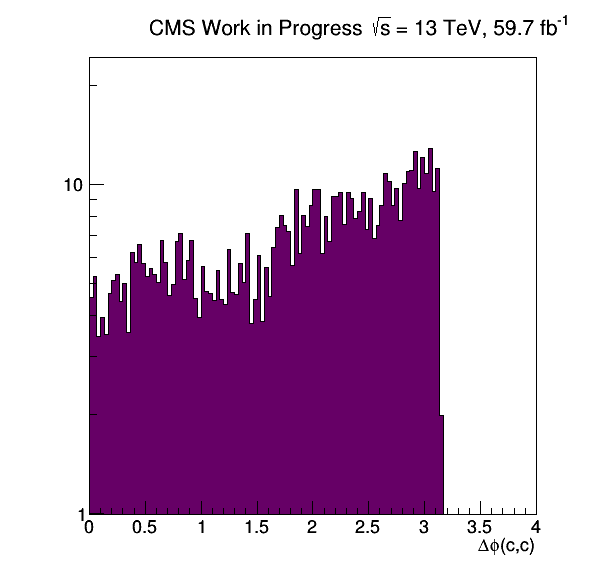 CMS Work in Progress √s = 13 TeV, 59.7 fb⁻¹
10
1
0 0.5 1 1.5 2 2.5 3 3.5 4
Δϕ(c,c)